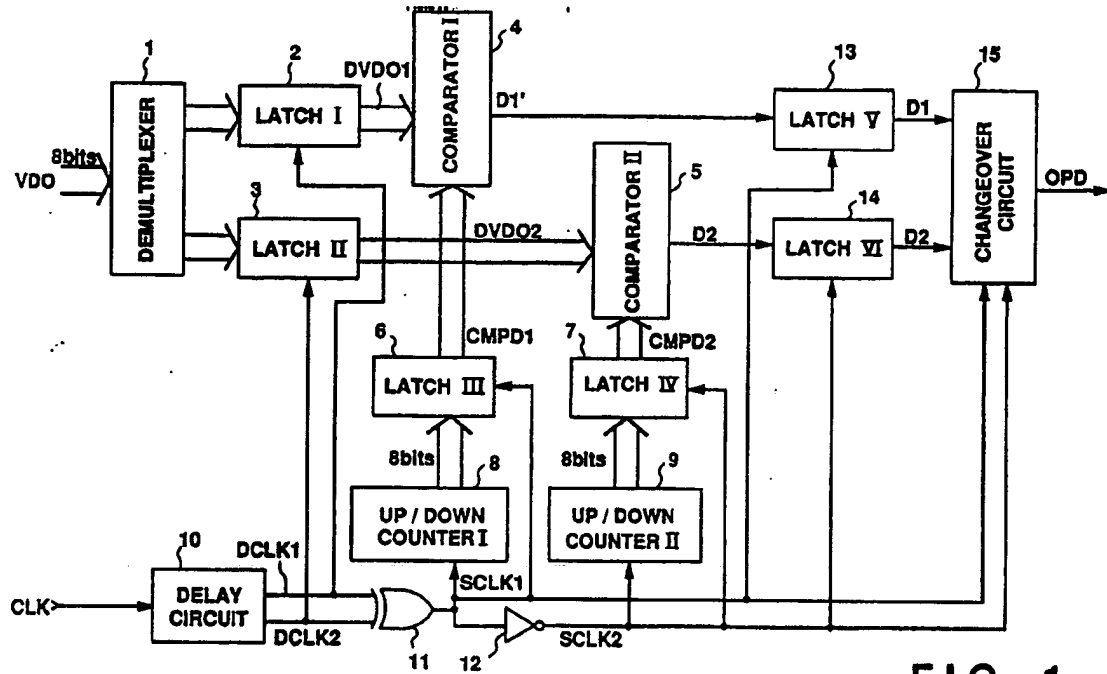 1
DEMULTIPLEXER
8bits
VDO
2
LATCH I
DVDO1
4
COMPARATOR I
D1'
13
LATCH V
D1
15
CHANGEOVER
CIRCUIT
OPD
3
LATCH II
DVDO2
5
COMPARATOR II
D2
14
LATCH VI
D2
6
LATCH III
CMPD1
7
LATCH IV
CMPD2
8bits
8
UP / DOWN
COUNTER I
8bits
9
UP / DOWN
COUNTER II
10
DELAY
CIRCUIT
CLK
DCLK1
DCLK2
11
SCLK1
12
SCLK2